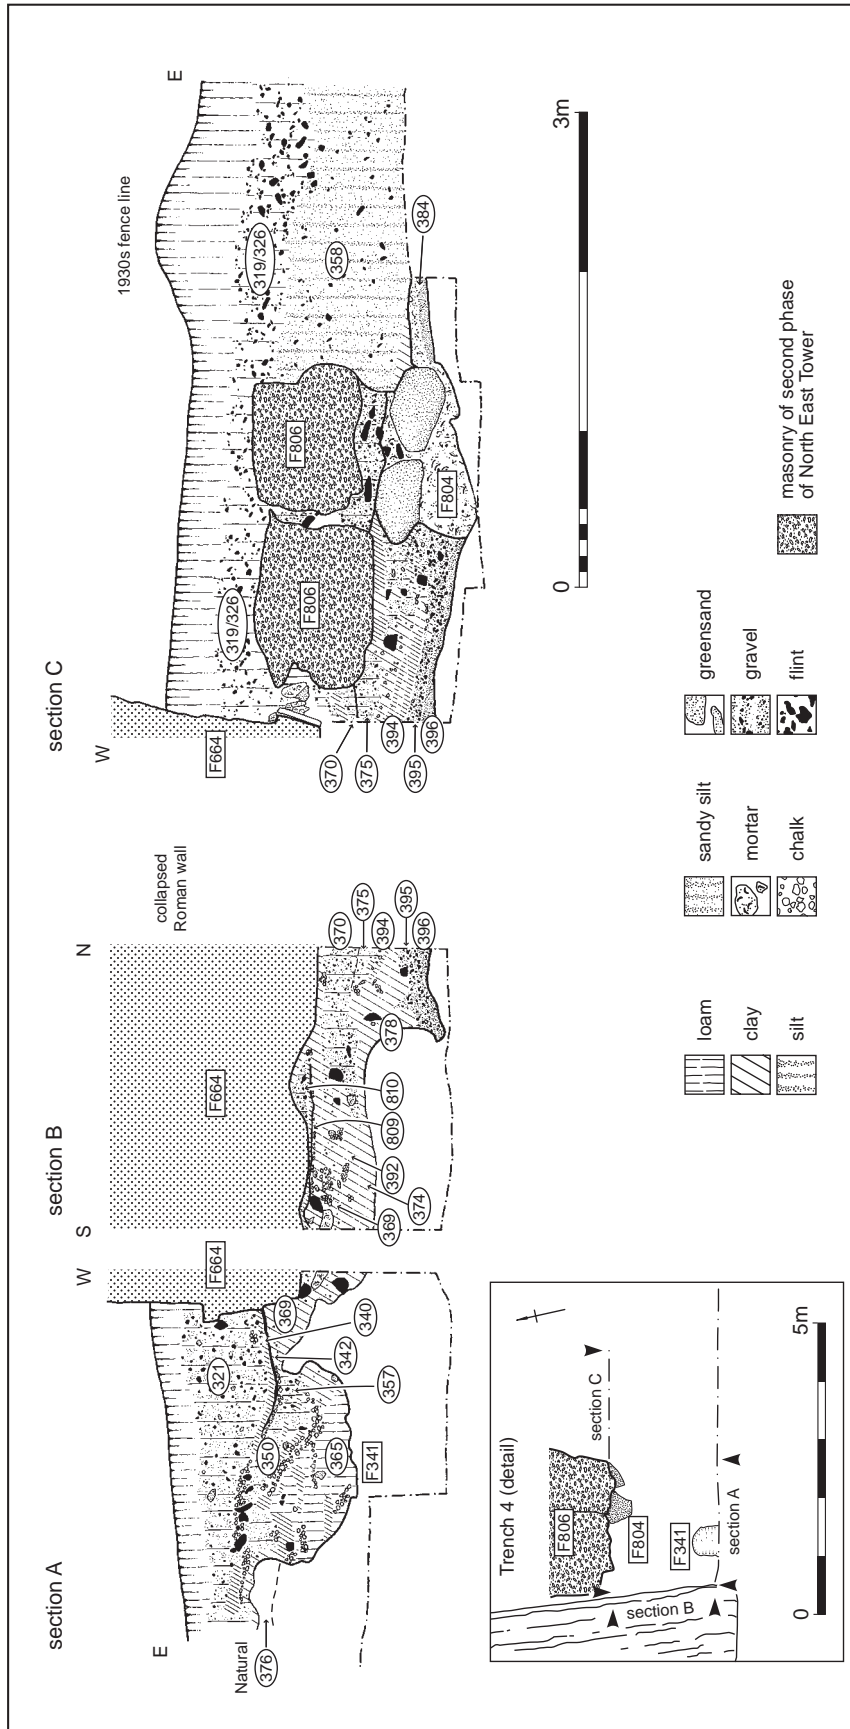 section A
E
W
Natural
376
321
350
365
F341
357
342
340
369
F664
section B
S
N
F664
collapsed
Roman wall
369
374
392
809
810
378
370
375
394
395
396
section C
W
E
F664
319/326
319/326
1930s fence line
F806
F806
358
F804
384
370
375
394
395
396
0
3m
Trench 4 (detail)
F806
F804
F341
section C
section B
section A
0
5m
loam
clay
silt
sandy silt
mortar
chalk
greensand
gravel
flint
masonry of second phase
of North East Tower